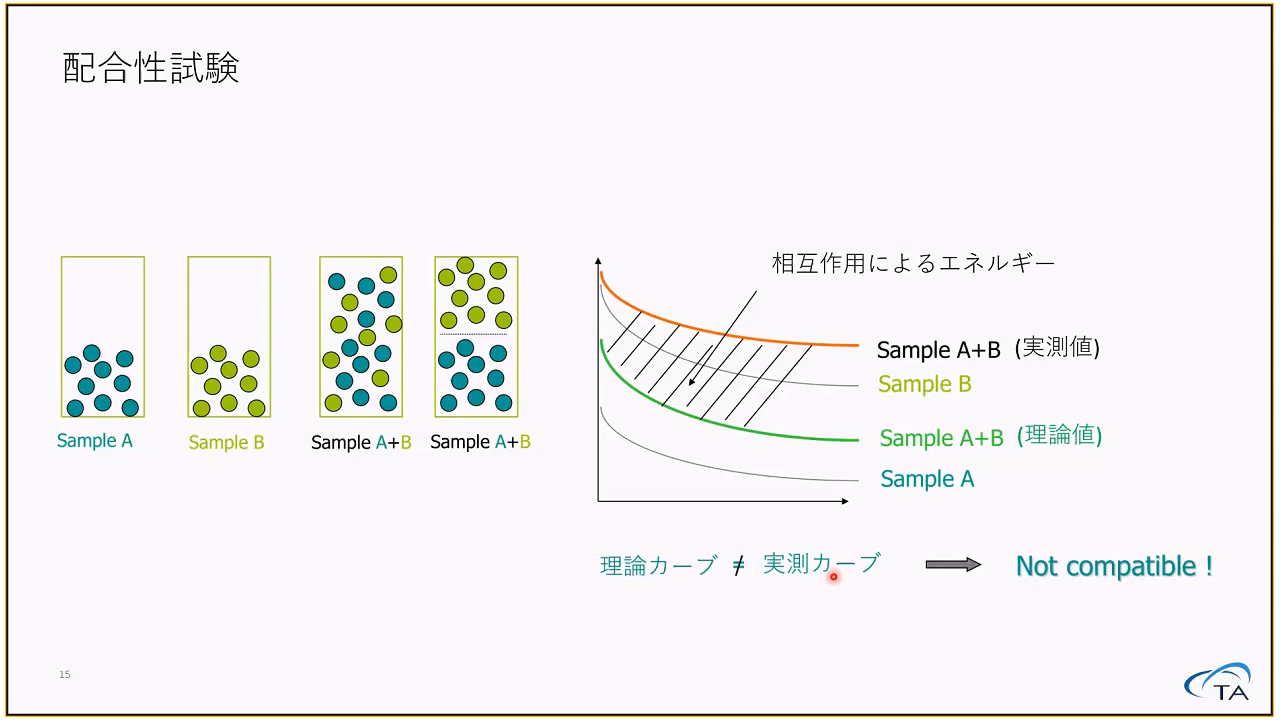 配合性試験
Sample A
Sample B
Sample A+B
Sample A+B
相互作用によるエネルギー
Sample A+B (実測値)
Sample B
Sample A+B (理論値)
Sample A
理論カーブ ≠ 実測カーブ
Not compatible !
15
TA